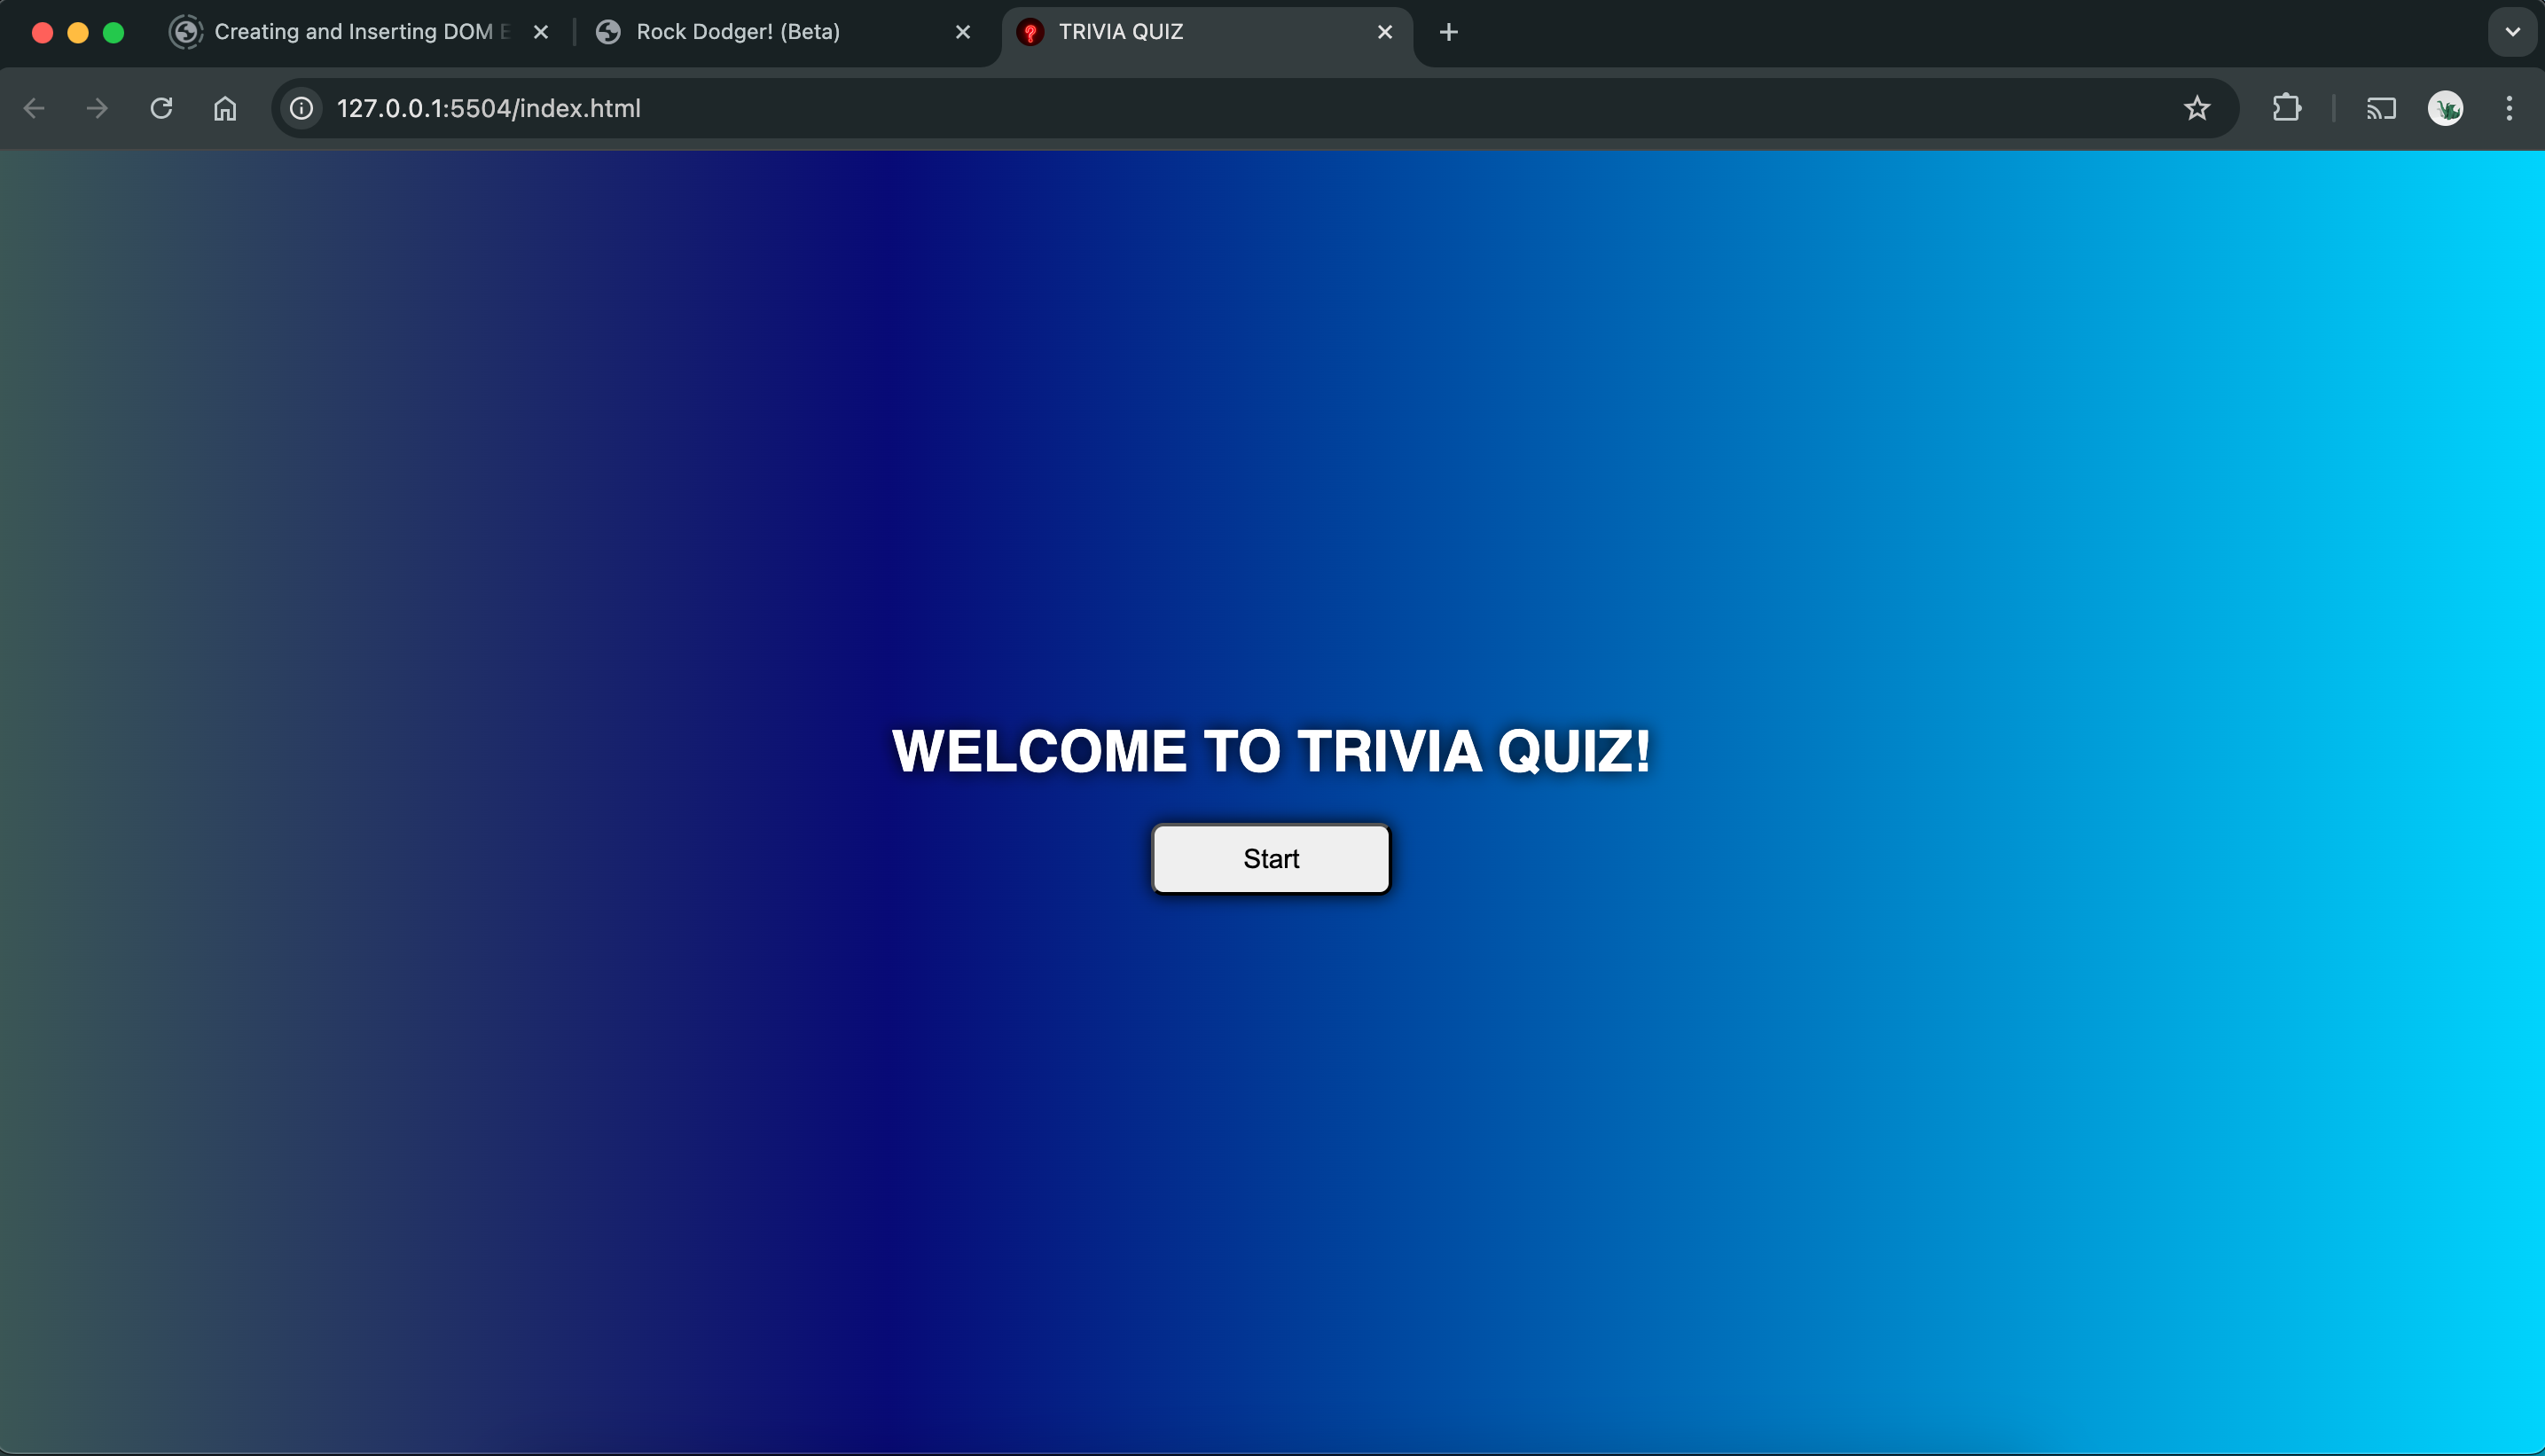 Creating and Inserting DOM E
Rock Dodger! (Beta)
TRIVIA QUIZ
127.0.0.1:5504/index.html
WELCOME TO TRIVIA QUIZ!
Start